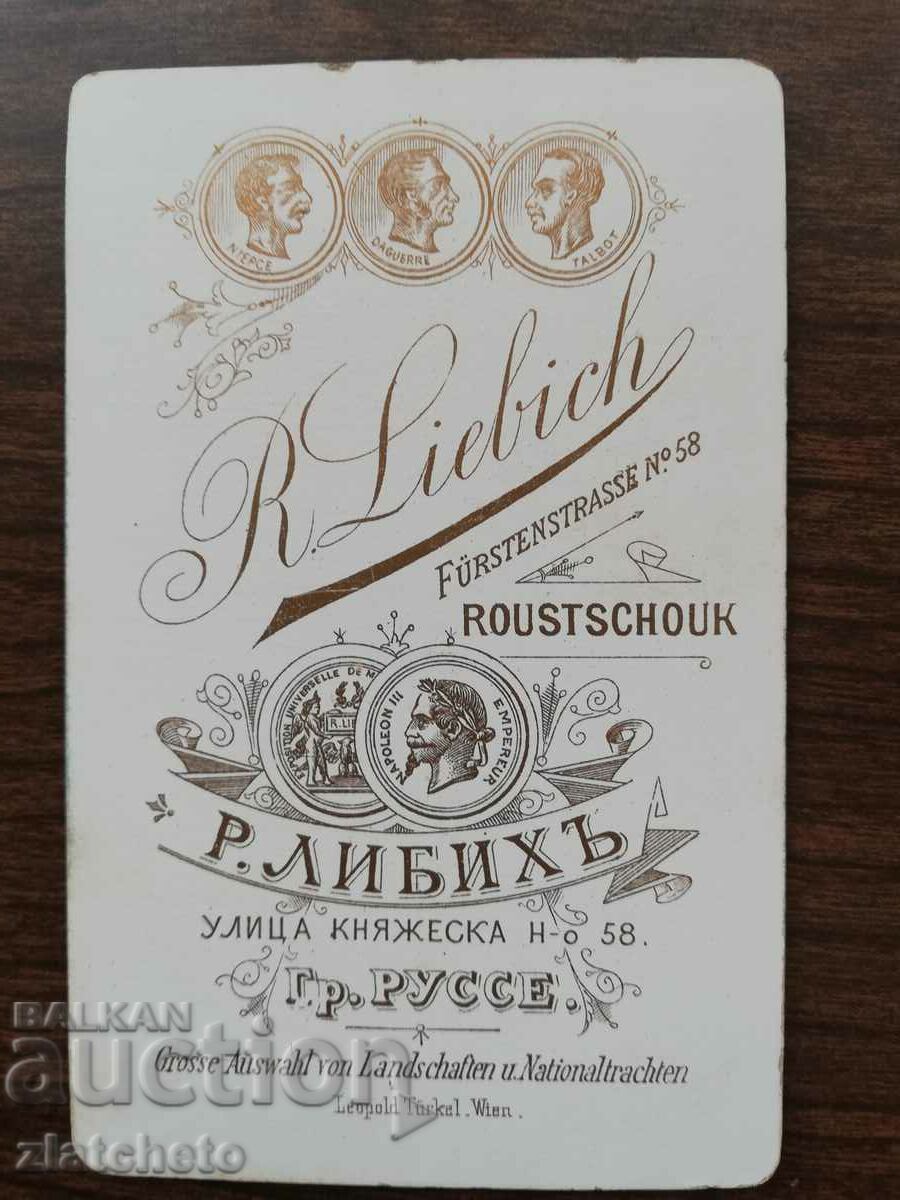 NIEPCE
DAGUERRE
TALBOT
R. Liebich
FÜRSTENSTRASSE No. 58
ROUSTSCHOUK
EXPOSITION UNIVERSELLE DE M
R. LIE
NAPOLEON III EMPEREUR
Р. ЛИБИХЪ
УЛИЦА КНЯЖЕСКА Н-о 58.
Гр. РУССЕ.
Grosse Auswahl von Landschaften u. Nationaltrachten
Leopold Türkel. Wien.
BALKAN
auction
zlatcheto